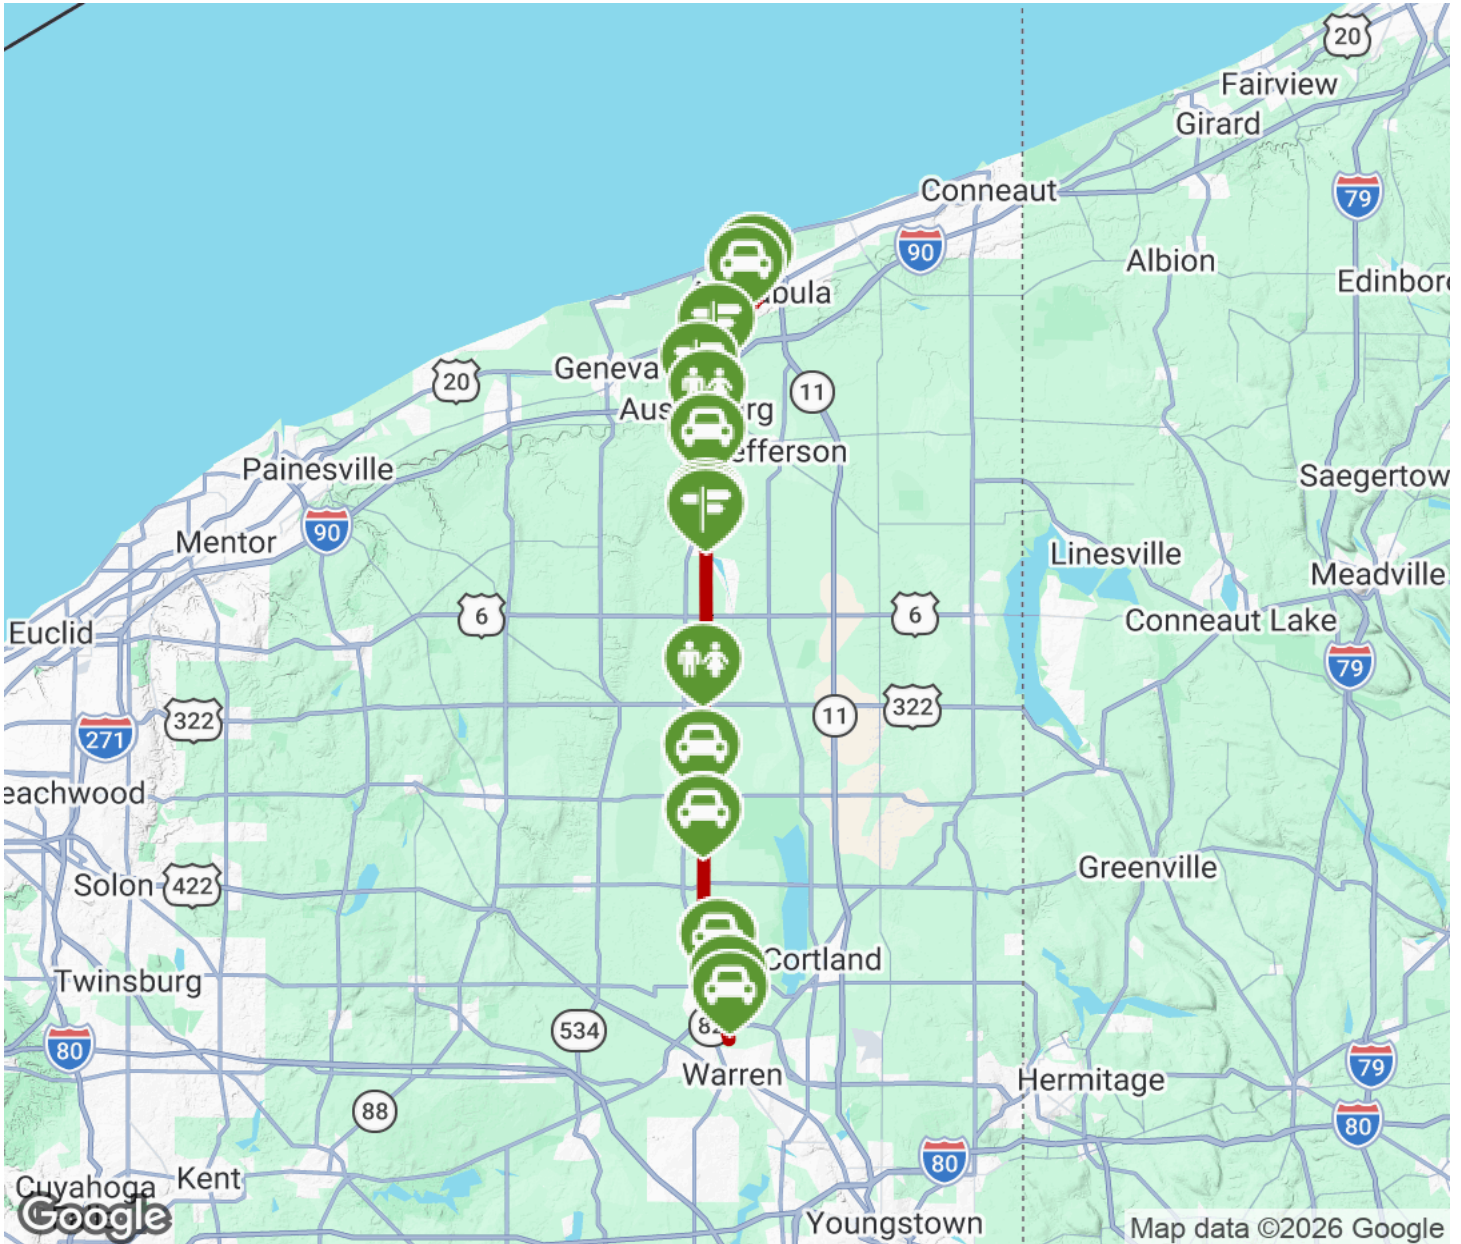 20
Fairview
Girard
Conneaut
79
90
Albion
Edinbor
bula
Geneva
20
11
Aus
rg
efferson
Painesville
Saegertow
90
Mentor
Linesville
Meadville
6
6
Euclid
Conneaut Lake
79
322
322
11
271
eachwood
Greenville
Solon
422
Cortland
Twinsburg
534
82
80
79
Warren
Hermitage
88
80
80
Kent
Cuyahoga
Google
Youngstown
Map data ©2026 Google